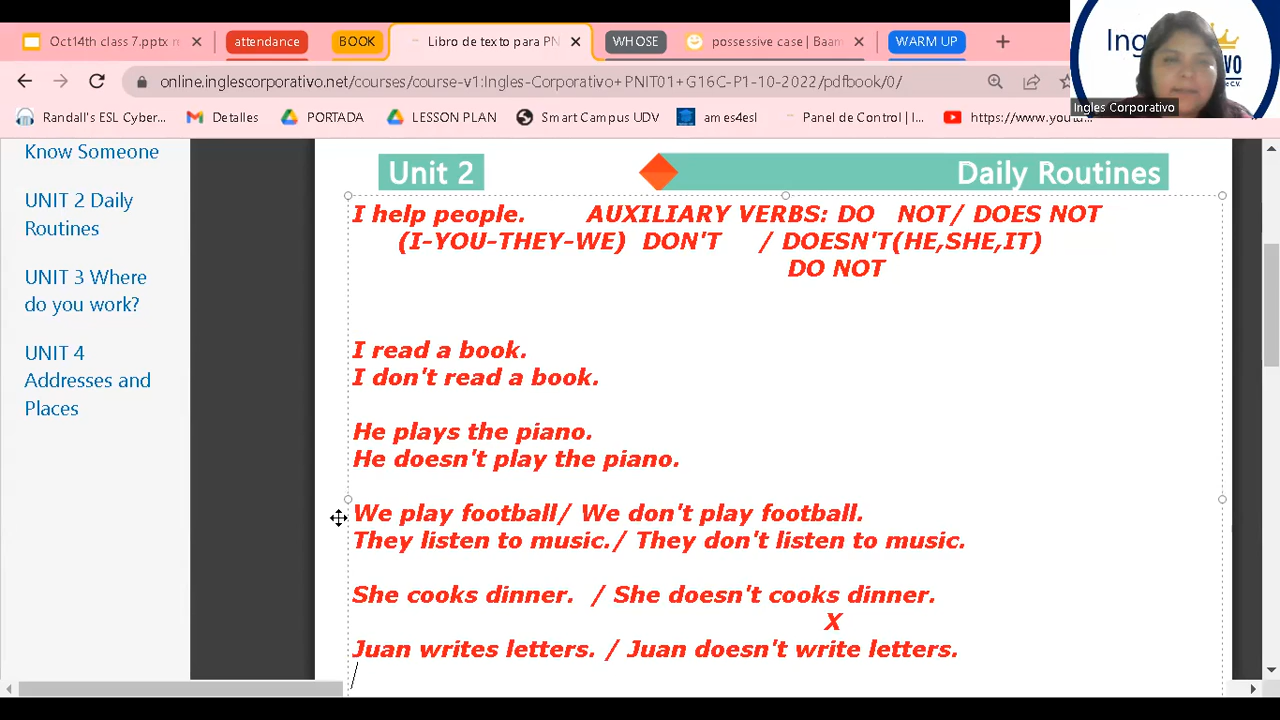 Oct14th class 7.pptx
attendance
BOOK
Libro de texto para PN
WHOSE
possessive case | Baam
WARM UP
online.inglescorporativo.net/courses/course-v1:Ingles-Corporativo+PNIT01+G16C-P1-10-2022/pdfbook/0/
Randall's ESL Cyber...
Detalles
PORTADA
LESSON PLAN
Smart Campus UDV
ames4esl
Panel de Control | I...
https://www.yout
Ingles Corporativo
Know Someone
UNIT 2 Daily
Routines
UNIT 3 Where
do you work?
UNIT 4
Addresses and
Places
Unit 2
Daily Routines
I help people. AUXILIARY VERBS: DO NOT/ DOES NOT
(I-YOU-THEY-WE) DON'T / DOESN'T(HE,SHE,IT)
DO NOT
I read a book.
I don't read a book.
He plays the piano.
He doesn't play the piano.
We play football/ We don't play football.
They listen to music./ They don't listen to music.
She cooks dinner. / She doesn't cooks dinner.
X
Juan writes letters. / Juan doesn't write letters.
/